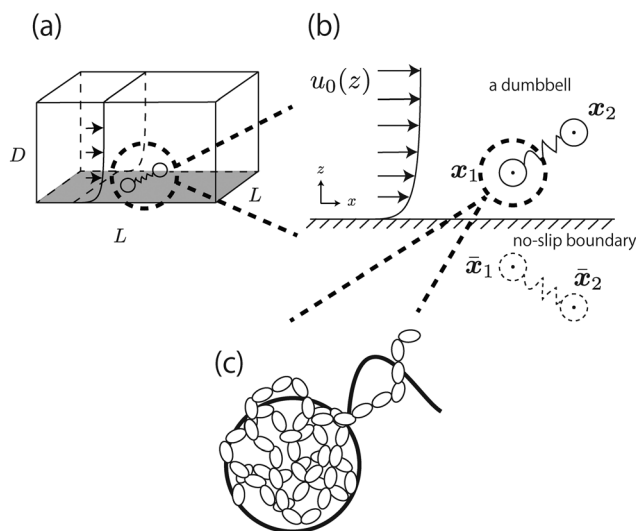 (a)
D
L
L
(b)
u₀(z)
a dumbbell
x₂
x₁
z
x
no-slip boundary
x̄₁
x̄₂
(c)